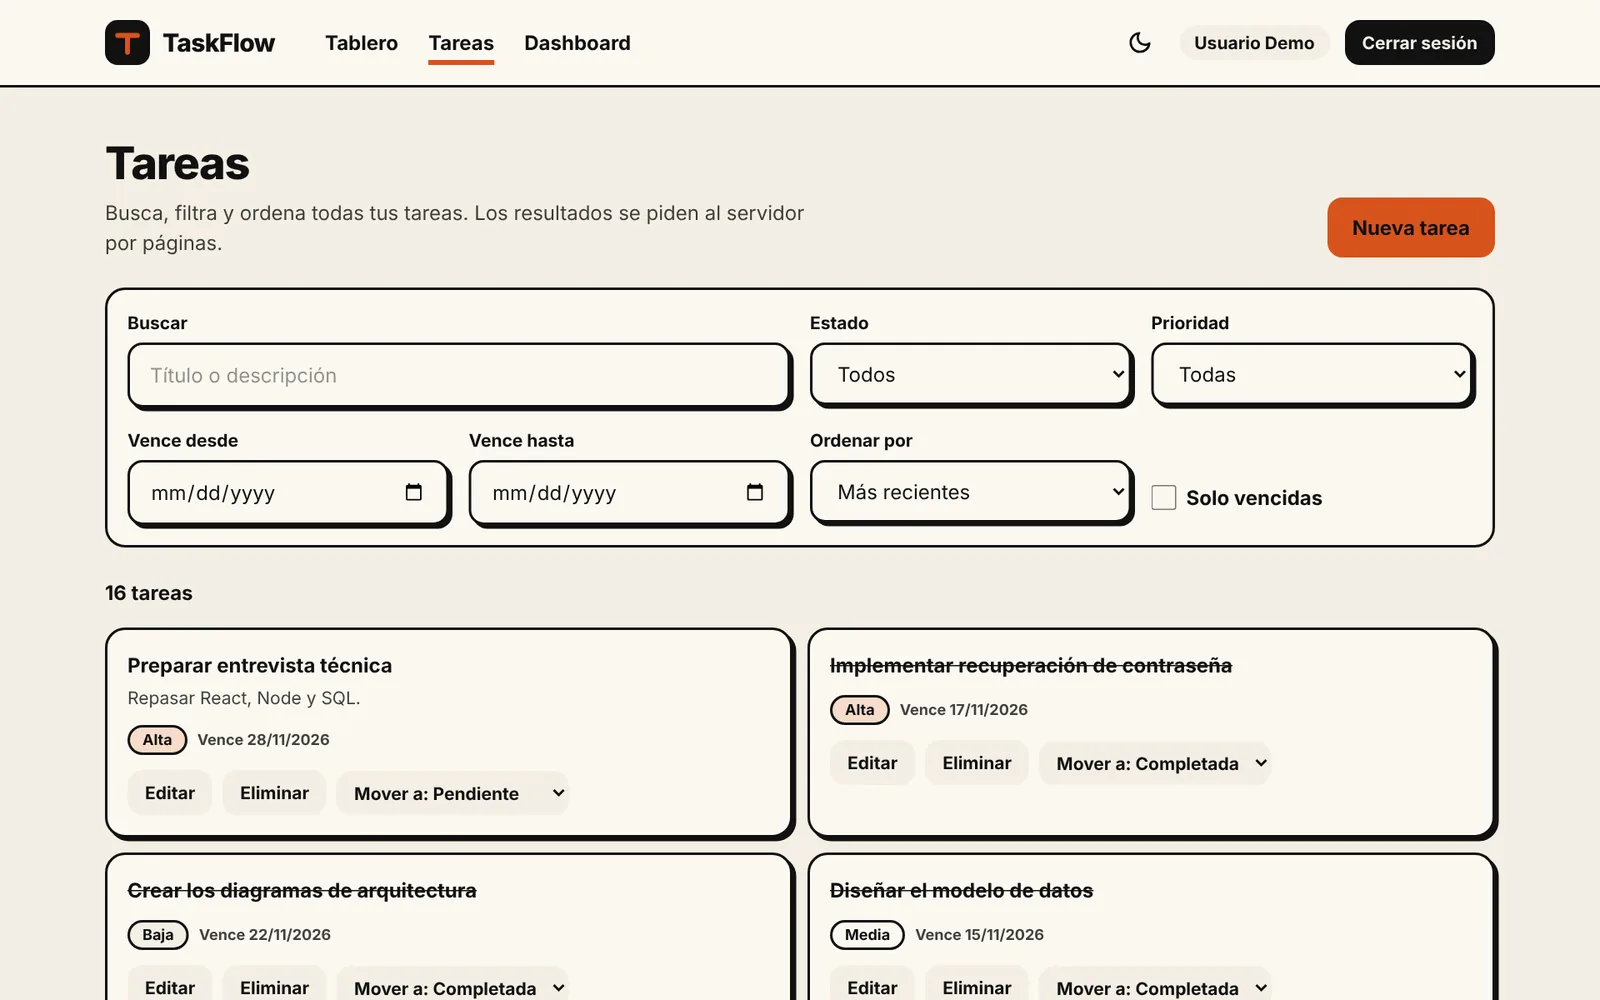 TaskFlow
Tablero
Tareas
Dashboard
Usuario Demo
Cerrar sesión
Tareas
Busca, filtra y ordena todas tus tareas. Los resultados se piden al servidor
por páginas.
Nueva tarea
Buscar
Título o descripción
Estado
Todos
Prioridad
Todas
Vence desde
mm/dd/yyyy
Vence hasta
mm/dd/yyyy
Ordenar por
Más recientes
Solo vencidas
16 tareas
Preparar entrevista técnica
Repasar React, Node y SQL.
Alta
Vence 28/11/2026
Editar
Eliminar
Mover a: Pendiente
Implementar recuperación de contraseña
Alta
Vence 17/11/2026
Editar
Eliminar
Mover a: Completada
Crear los diagramas de arquitectura
Baja
Vence 22/11/2026
Editar
Eliminar
Mover a: Completada
Diseñar el modelo de datos
Media
Vence 15/11/2026
Editar
Eliminar
Mover a: Completada